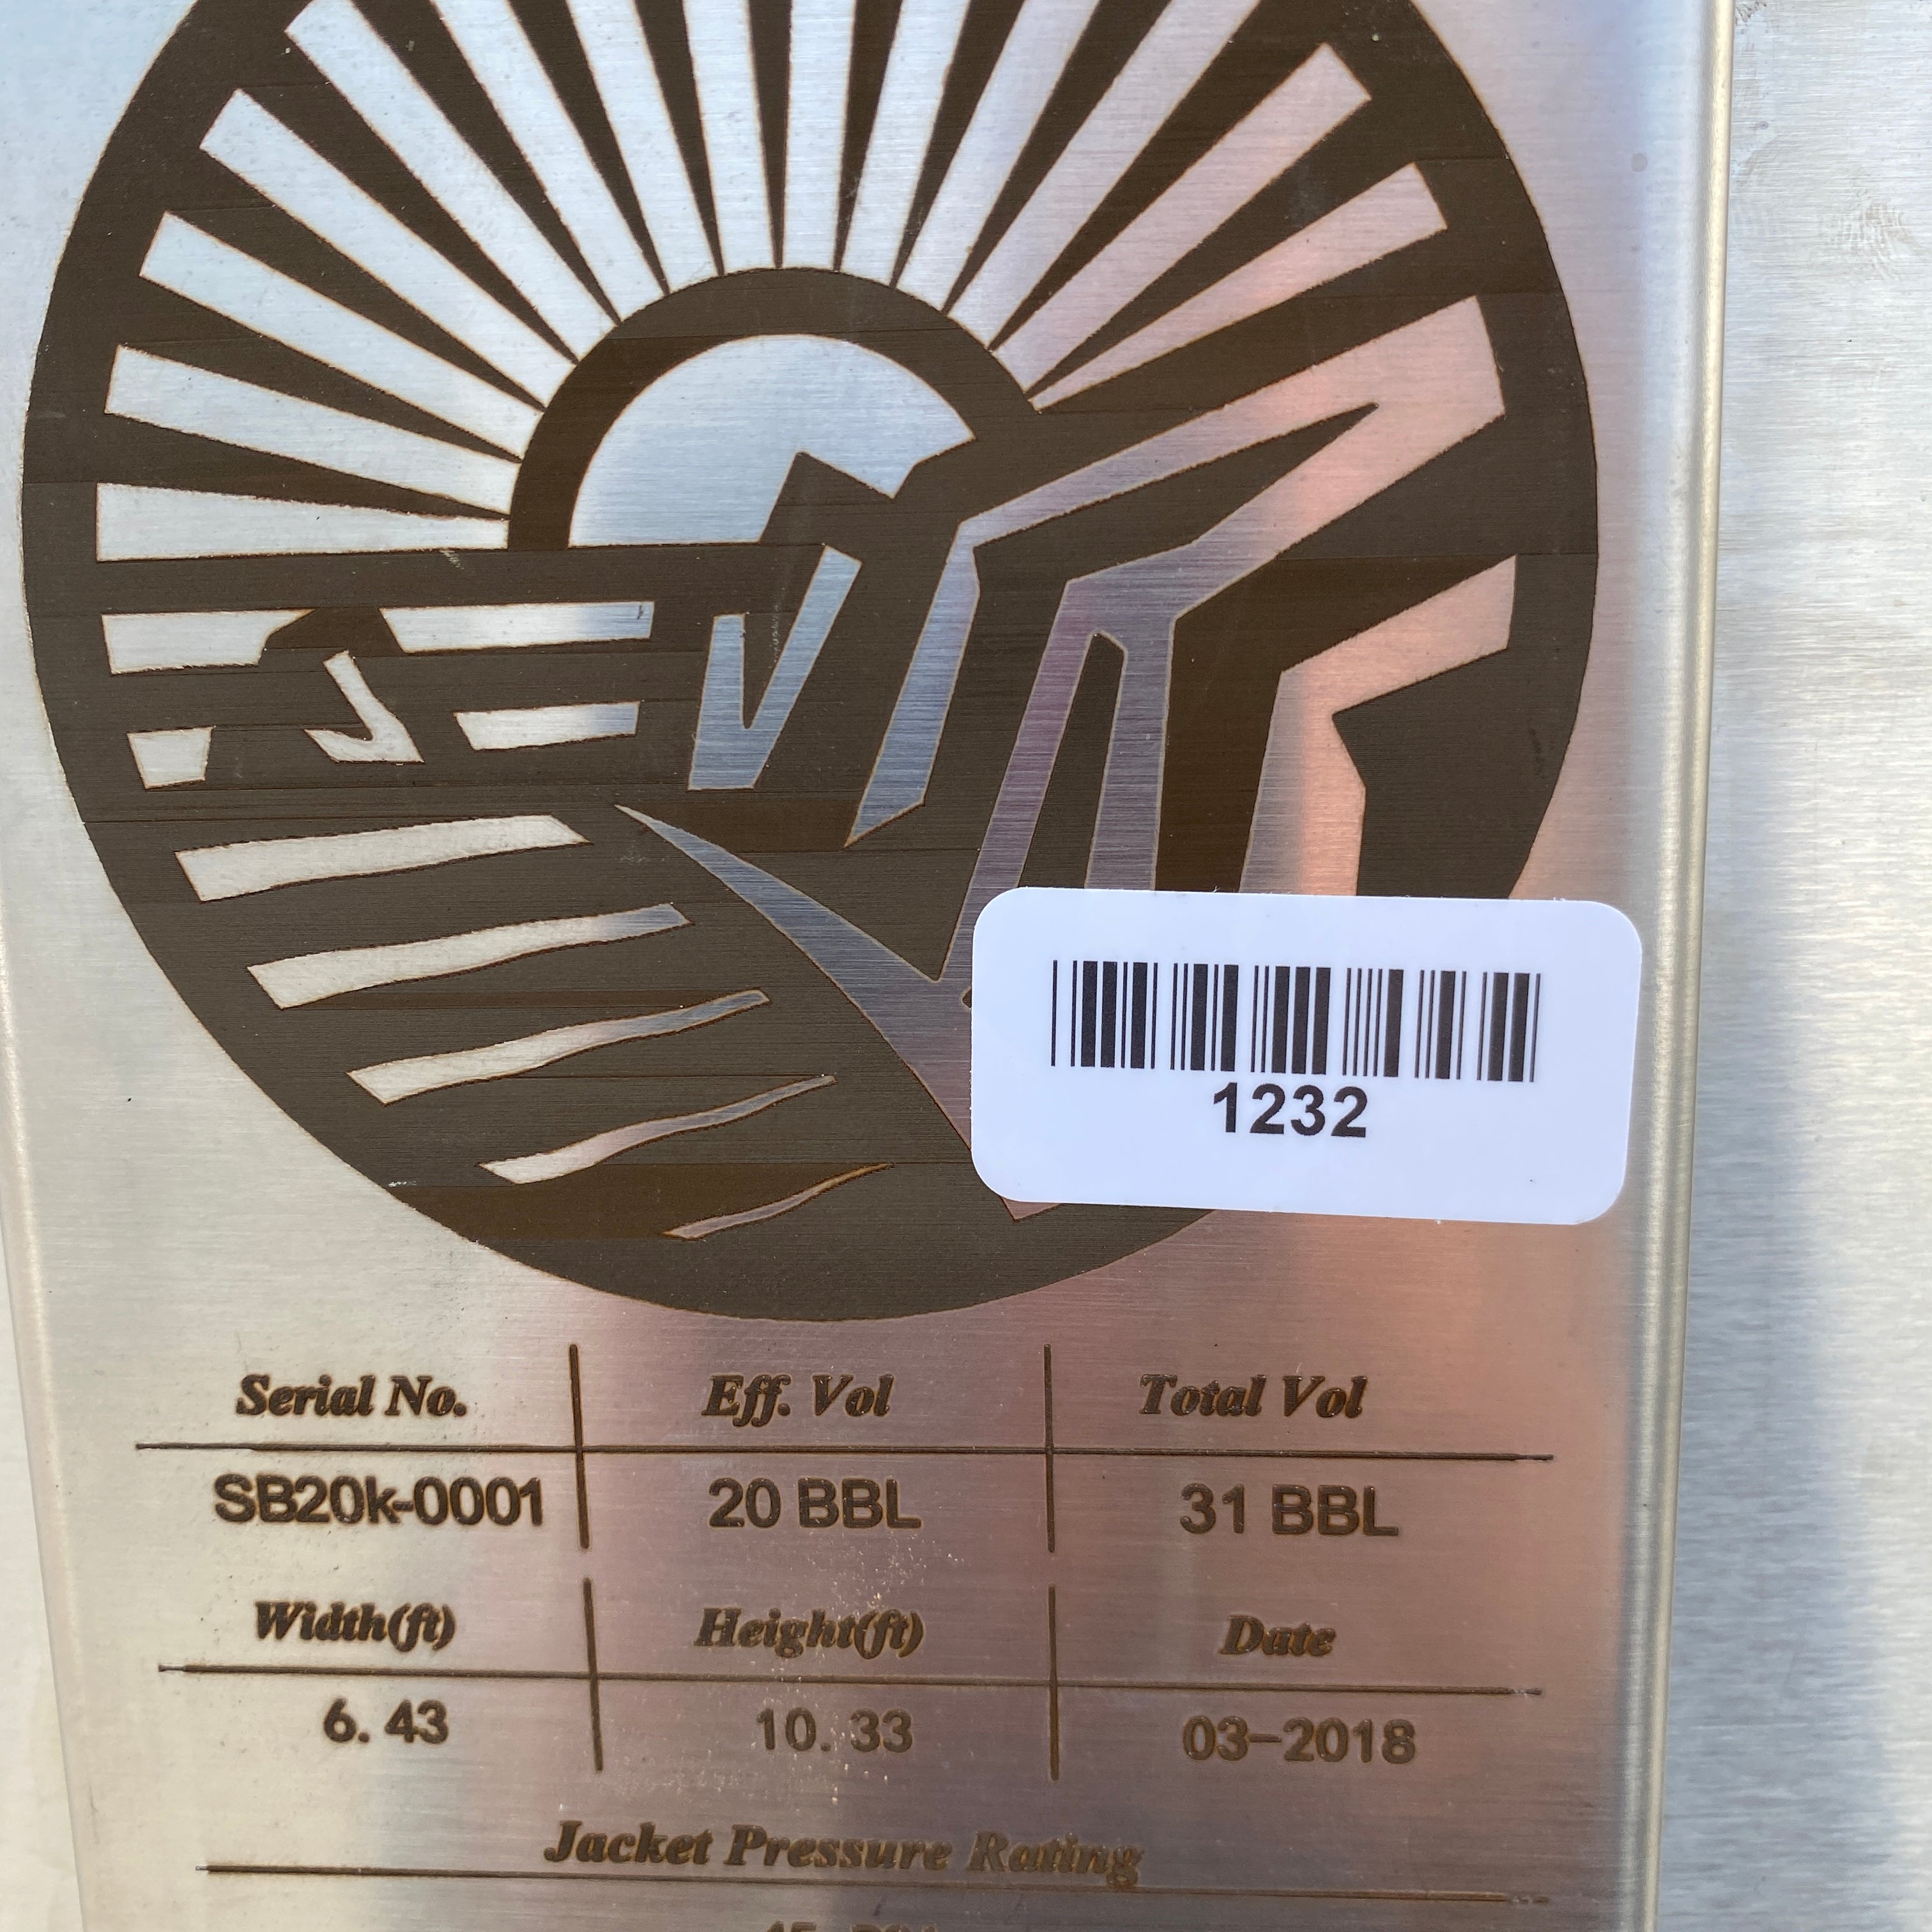 1232
Serial No. Eff. Vol Total Vol
SB20k-0001 20 BBL 31 BBL
Width(ft) Height(ft) Date
6.43 10.33 03-2018
Jacket Pressure Rating